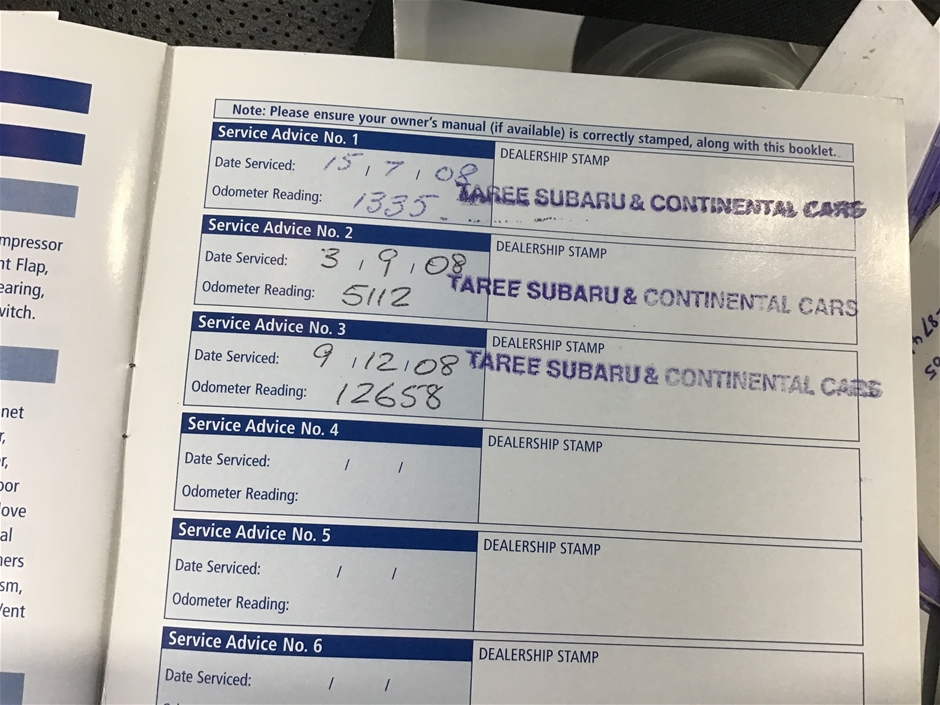 mpressor
nt Flap,
earing,
witch.
net
r,
r,
oor
love
al
ners
sm,
Vent
Note: Please ensure your owner's manual (if available) is correctly stamped, along with this booklet.
Service Advice No. 1
DEALERSHIP STAMP
Date Serviced: 15 / 7 / 08
Odometer Reading: 1335
TAREE SUBARU & CONTINENTAL CARS
Service Advice No. 2
DEALERSHIP STAMP
Date Serviced: 3 / 9 / 08
Odometer Reading: 5112
TAREE SUBARU & CONTINENTAL CARS
Service Advice No. 3
DEALERSHIP STAMP
Date Serviced: 9 / 12 / 08
Odometer Reading: 12658
TAREE SUBARU & CONTINENTAL CARS
Service Advice No. 4
DEALERSHIP STAMP
Date Serviced: / /
Odometer Reading:
Service Advice No. 5
DEALERSHIP STAMP
Date Serviced: / /
Odometer Reading:
Service Advice No. 6
DEALERSHIP STAMP
Date Serviced: / /